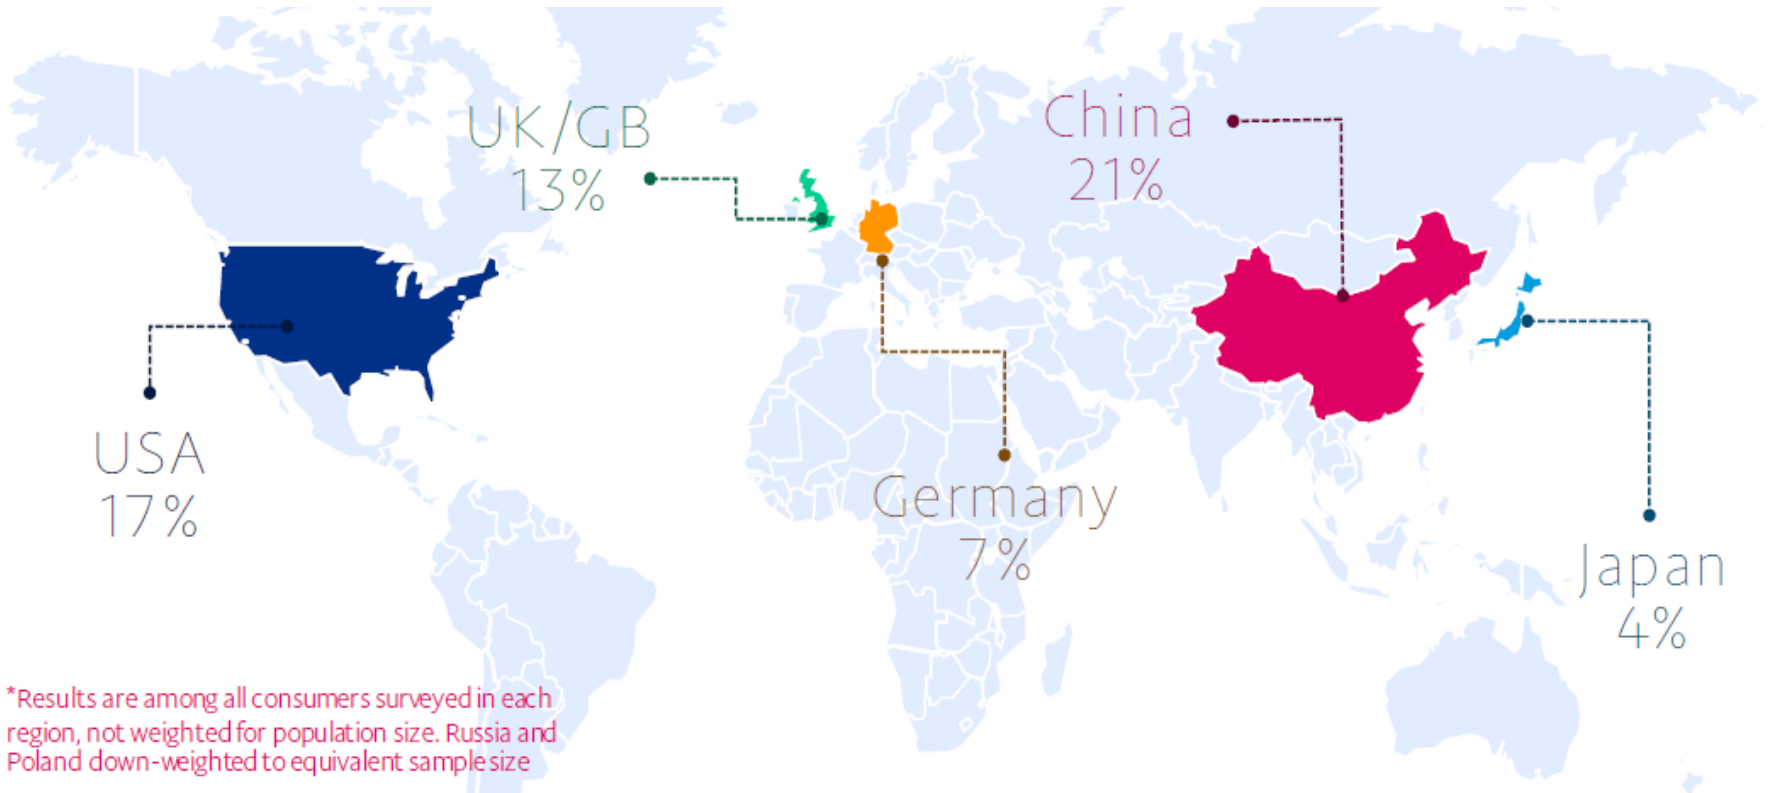 UK/GB
13%
China
21%
USA
17%
Germany
7%
Japan
4%
*Results are among all consumers surveyed in each
region, not weighted for population size. Russia and
Poland down-weighted to equivalent sample size